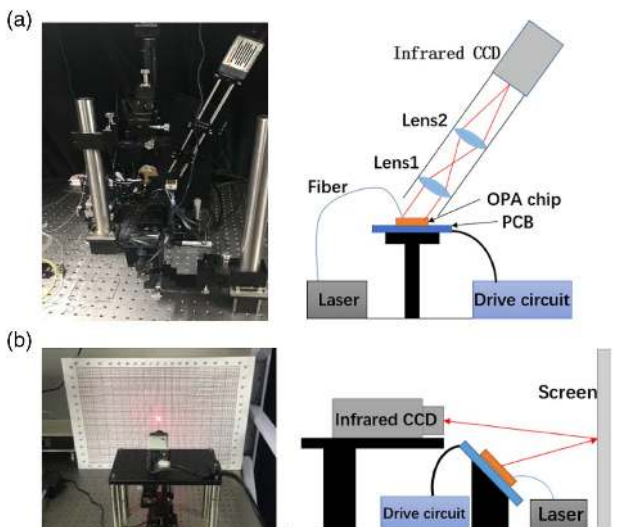 (a)
Infrared CCD
Lens2
Lens1
Fiber
OPA chip
PCB
Laser
Drive circuit
(b)
Screen
Infrared CCD
Drive circuit
Laser